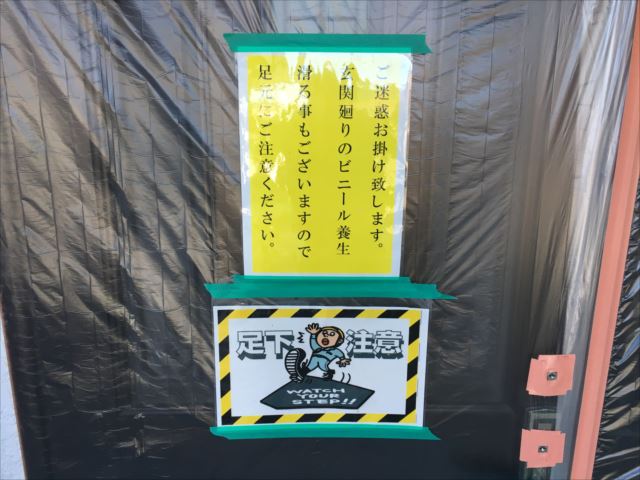 ご迷惑お掛け致します。
玄関廻りのビニール養生
滑る事もございますので
足元にご注意ください。
足下注意
WATCH
YOUR
STEP!!